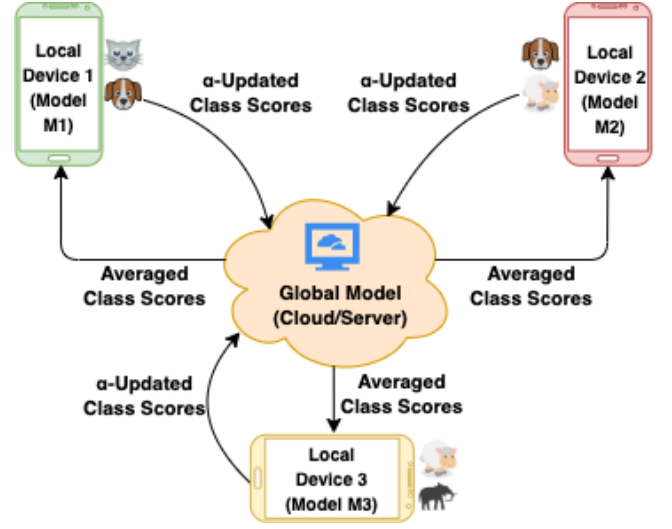 Local
Device 1
(Model
M1)
α-Updated
Class Scores
α-Updated
Class Scores
Local
Device 2
(Model
M2)
Averaged
Class Scores
Global Model
(Cloud/Server)
Averaged
Class Scores
α-Updated
Class Scores
Averaged
Class Scores
Local
Device 3
(Model M3)